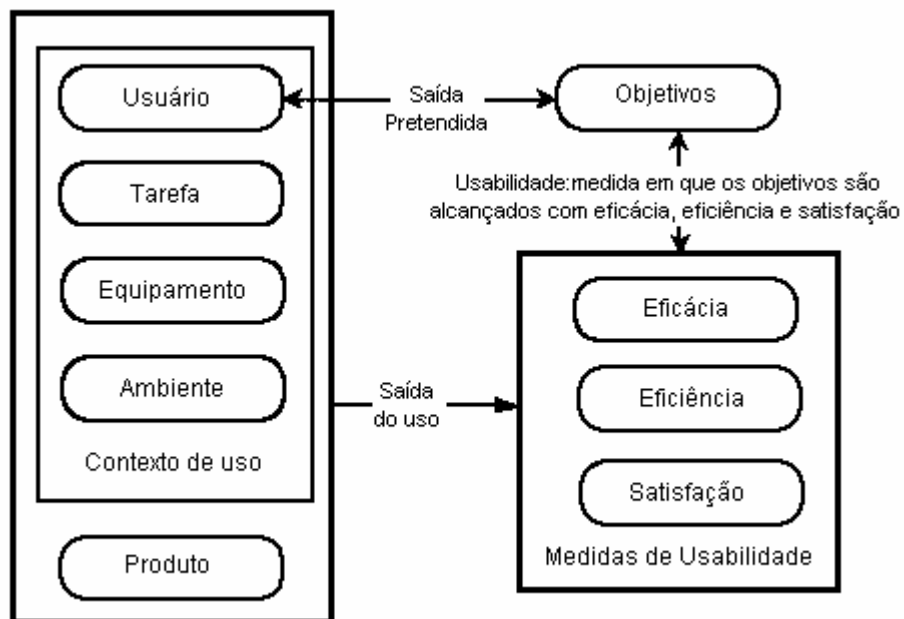 Usuário
Tarefa
Equipamento
Ambiente
Contexto de uso
Produto
Saída
Pretendida
Objetivos
Usabilidade:medida em que os objetivos são
alcançados com eficácia, eficiência e satisfação
Saída
do uso
Eficácia
Eficiência
Satisfação
Medidas de Usabilidade